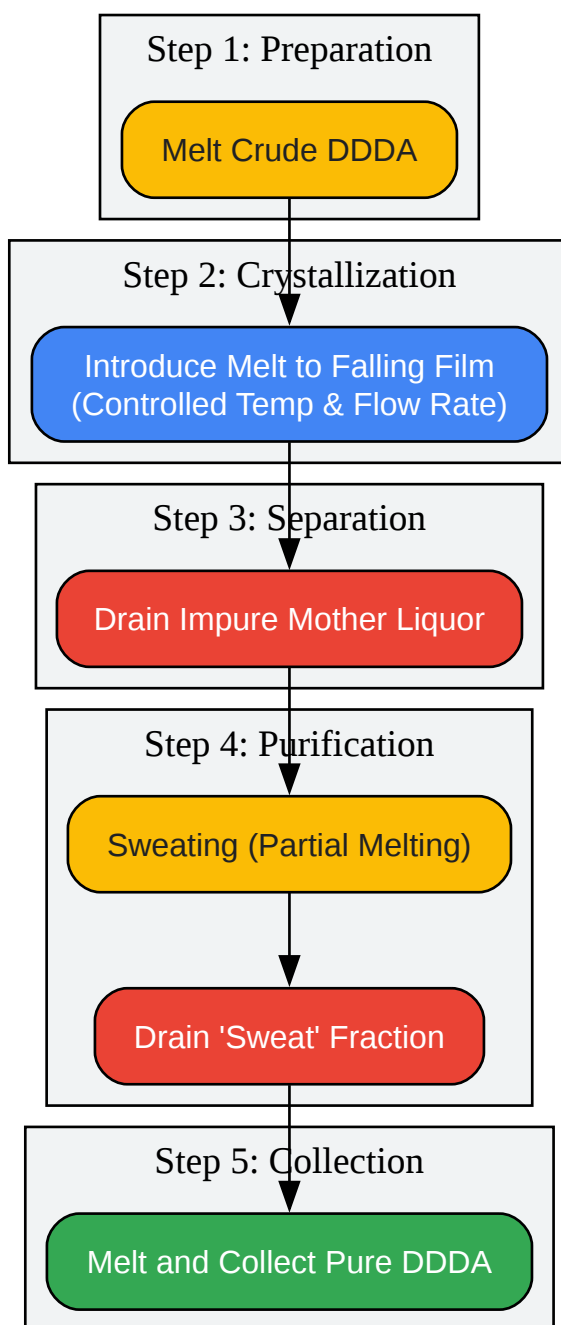 Step 1: Preparation
Melt Crude DDDA
Step 2: Crystallization
Introduce Melt to Falling Film
(Controlled Temp & Flow Rate)
Step 3: Separation
Drain Impure Mother Liquor
Step 4: Purification
Sweating (Partial Melting)
Drain 'Sweat' Fraction
Step 5: Collection
Melt and Collect Pure DDDA